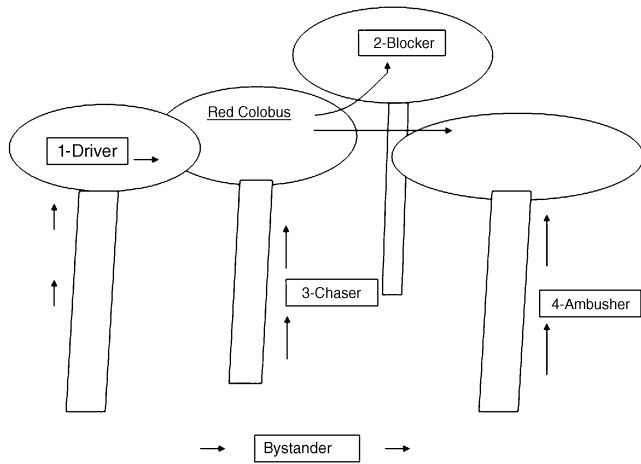 2-Blocker
Red Colobus
1-Driver
3-Chaser
4-Ambusher
Bystander